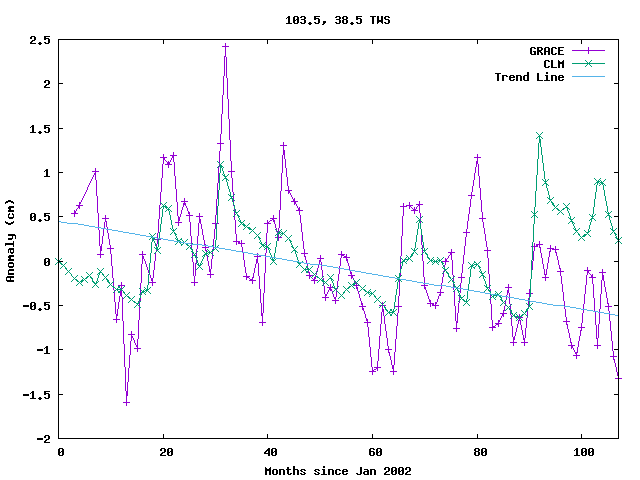 103.5, 38.5 TWS
GRACE
CLM
Trend Line
2.5
2
1.5
1
0.5
0
-0.5
-1
-1.5
-2
Anomaly (cm)
0 20 40 60 80 100
Months since Jan 2002